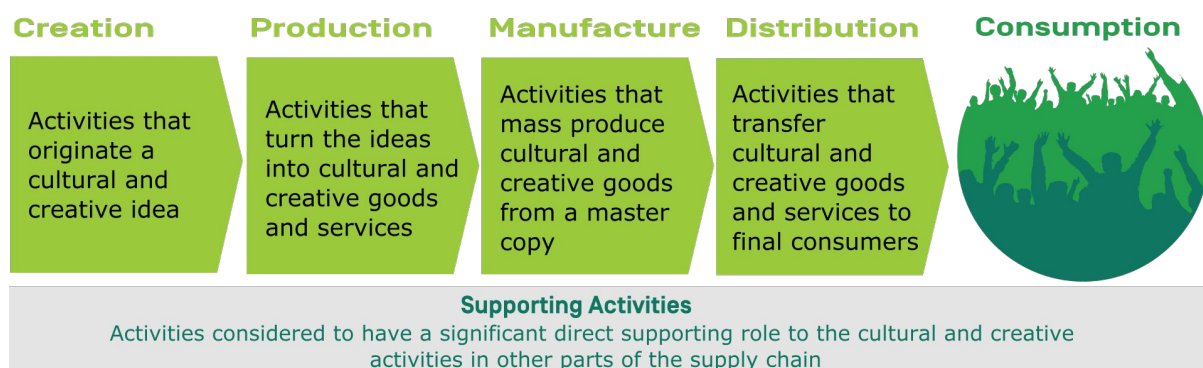 Creation
Activities that
originate a
cultural and
creative idea
Production
Activities that
turn the ideas
into cultural and
creative goods
and services
Manufacture
Activities that
mass produce
cultural and
creative goods
from a master
copy
Distribution
Activities that
transfer
cultural and
creative goods
and services to
final consumers
Consumption
Supporting Activities
Activities considered to have a significant direct supporting role to the cultural and creative
activities in other parts of the supply chain